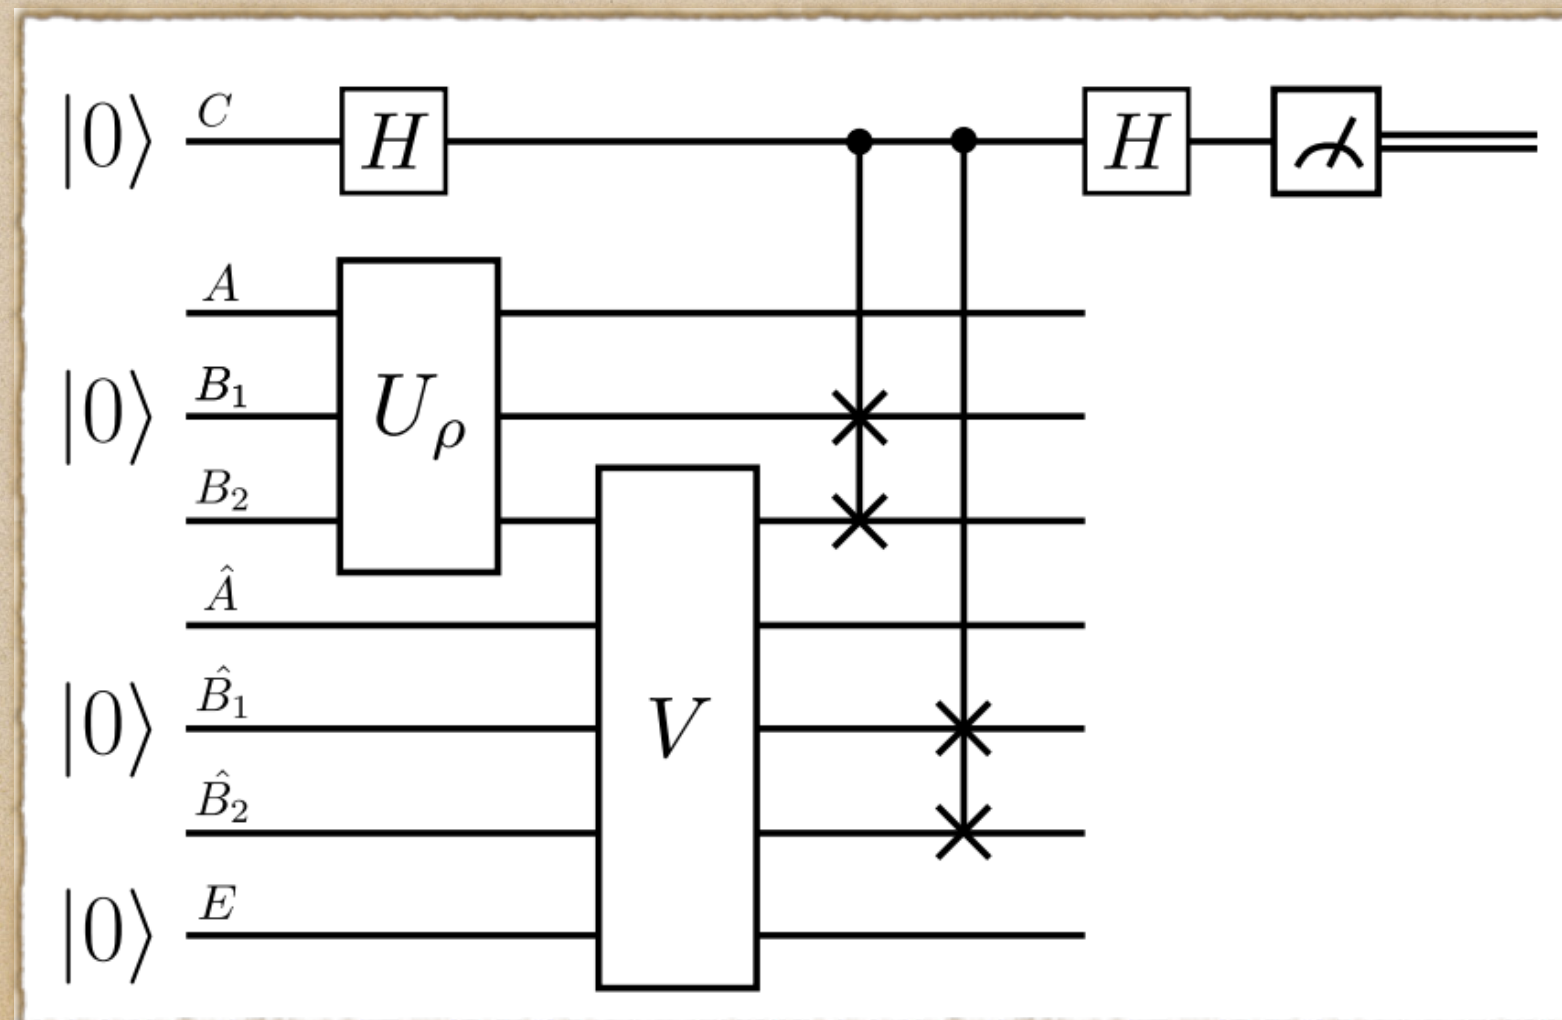 |0⟩ C H H
A
|0⟩ B₁ U_ρ
B₂
Â
|0⟩ B̂₁ V
B̂₂
|0⟩ E